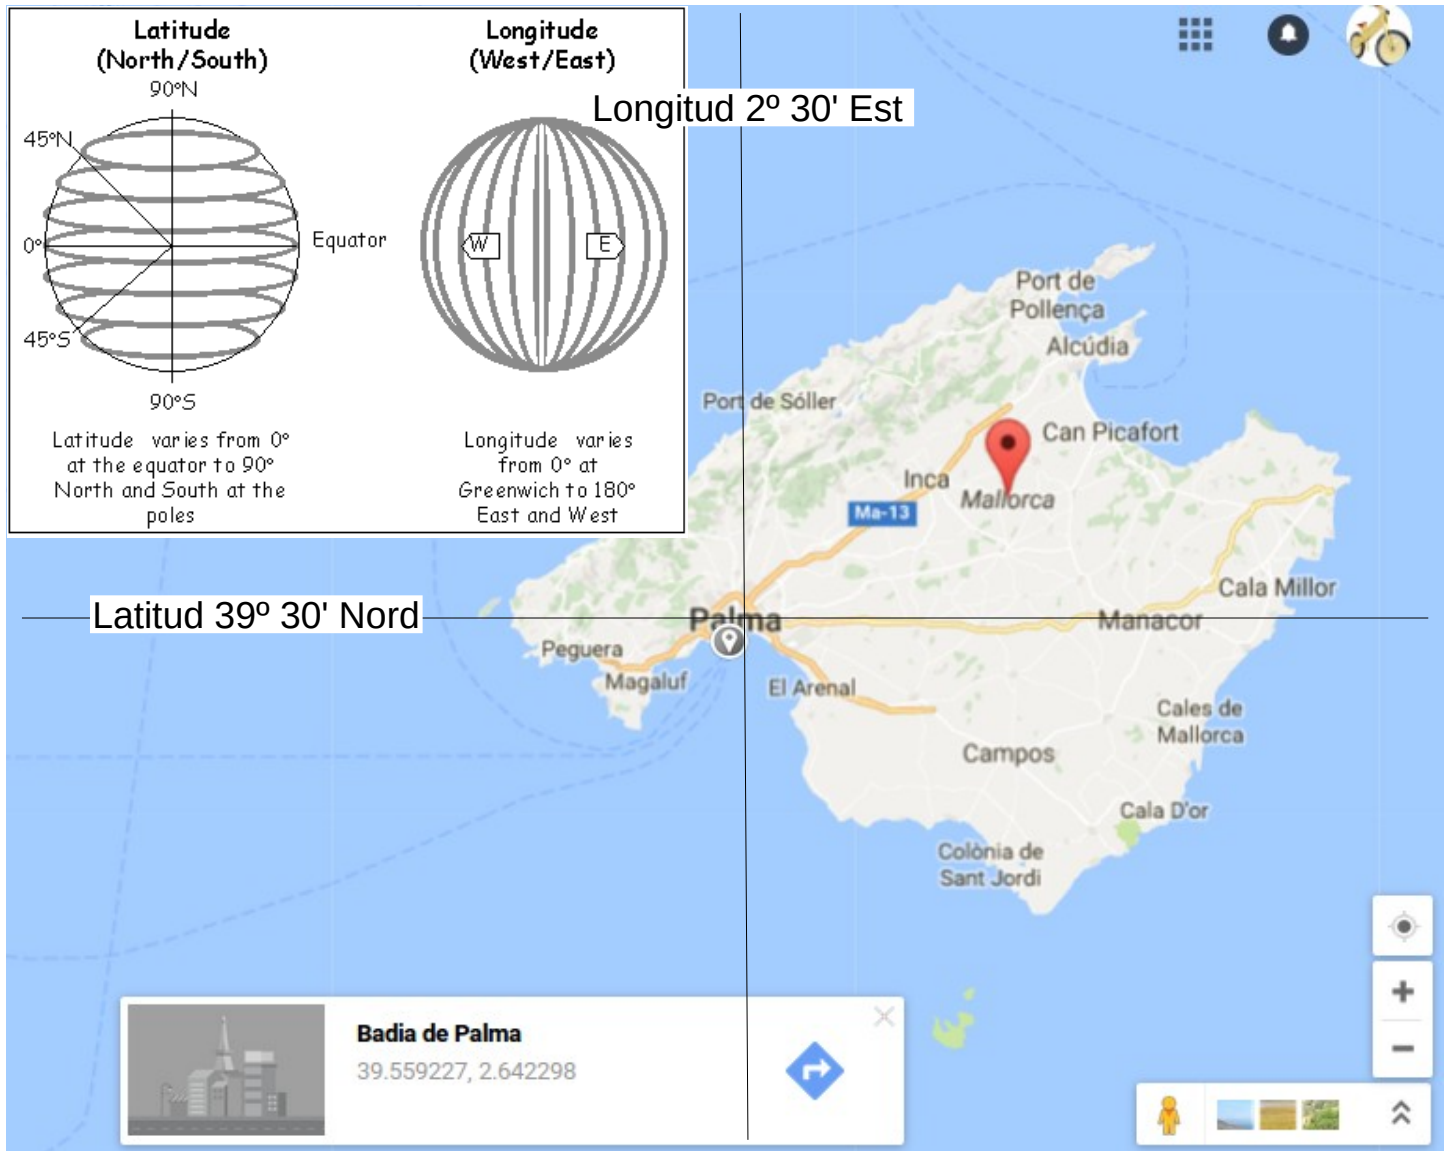 Latitude
(North/South)
90°N
45°N
0°
Equator
45°S
90°S
Latitude varies from 0°
at the equator to 90°
North and South at the
poles
Longitude
(West/East)
W
E
Longitude varies
from 0° at
Greenwich to 180°
East and West
Longitud 2º 30' Est
Latitud 39º 30' Nord
Port de
Pollença
Alcúdia
Port de Sóller
Can Picafort
Inca
Mallorca
Ma-13
Cala Millor
Palma
Manacor
Peguera
Magaluf
El Arenal
Cales de
Mallorca
Campos
Cala D'or
Colònia de
Sant Jordi
Badia de Palma
39.559227, 2.642298